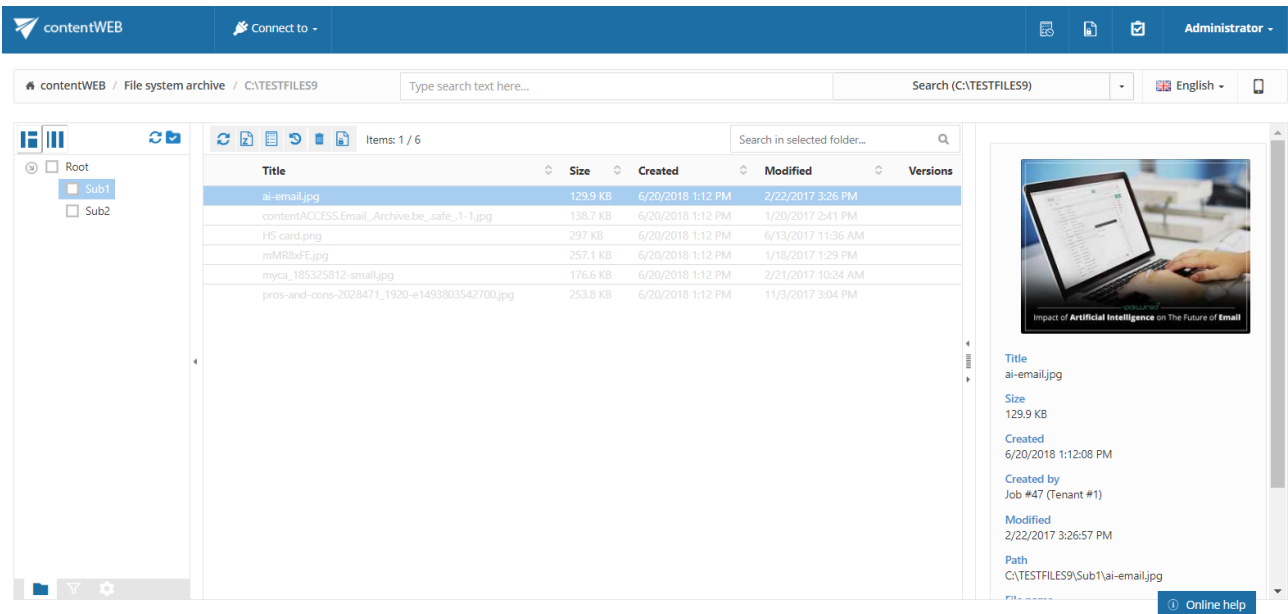 contentWEB
Connect to
Administrator
contentWEB / File system archive / C:\TESTFILES9
Type search text here...
Search (C:\TESTFILES9)
English
Items: 1 / 6
Search in selected folder...
Root
Sub1
Sub2
Title Size Created Modified Versions
ai-email.jpg 129.9 KB 6/20/2018 1:12 PM 2/22/2017 3:26 PM
contentACCESS.Email_.Archive.be_.safe_.1-1.jpg 138.7 KB 6/20/2018 1:12 PM 1/20/2017 2:41 PM
HS card.png 297 KB 6/20/2018 1:12 PM 6/13/2017 11:36 AM
mMR8xFE.jpg 257.1 KB 6/20/2018 1:12 PM 1/18/2017 1:29 PM
myca_185325812-small.jpg 176.6 KB 6/20/2018 1:12 PM 2/21/2017 10:24 AM
pros-and-cons-2028471_1920-e1493803542700.jpg 253.8 KB 6/20/2018 1:12 PM 11/3/2017 3:04 PM
Impact of Artificial Intelligence on The Future of Email
Title
ai-email.jpg
Size
129.9 KB
Created
6/20/2018 1:12:08 PM
Created by
Job #47 (Tenant #1)
Modified
2/22/2017 3:26:57 PM
Path
C:\TESTFILES9\Sub1\ai-email.jpg
File name
Online help